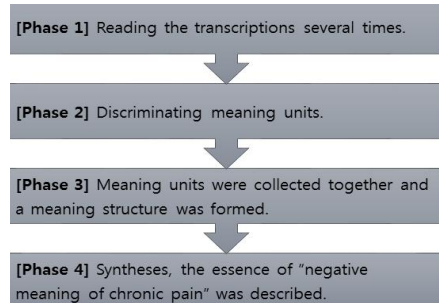 [Phase 1] Reading the transcriptions several times.
[Phase 2] Discriminating meaning units.
[Phase 3] Meaning units were collected together and
a meaning structure was formed.
[Phase 4] Syntheses, the essence of "negative
meaning of chronic pain" was described.